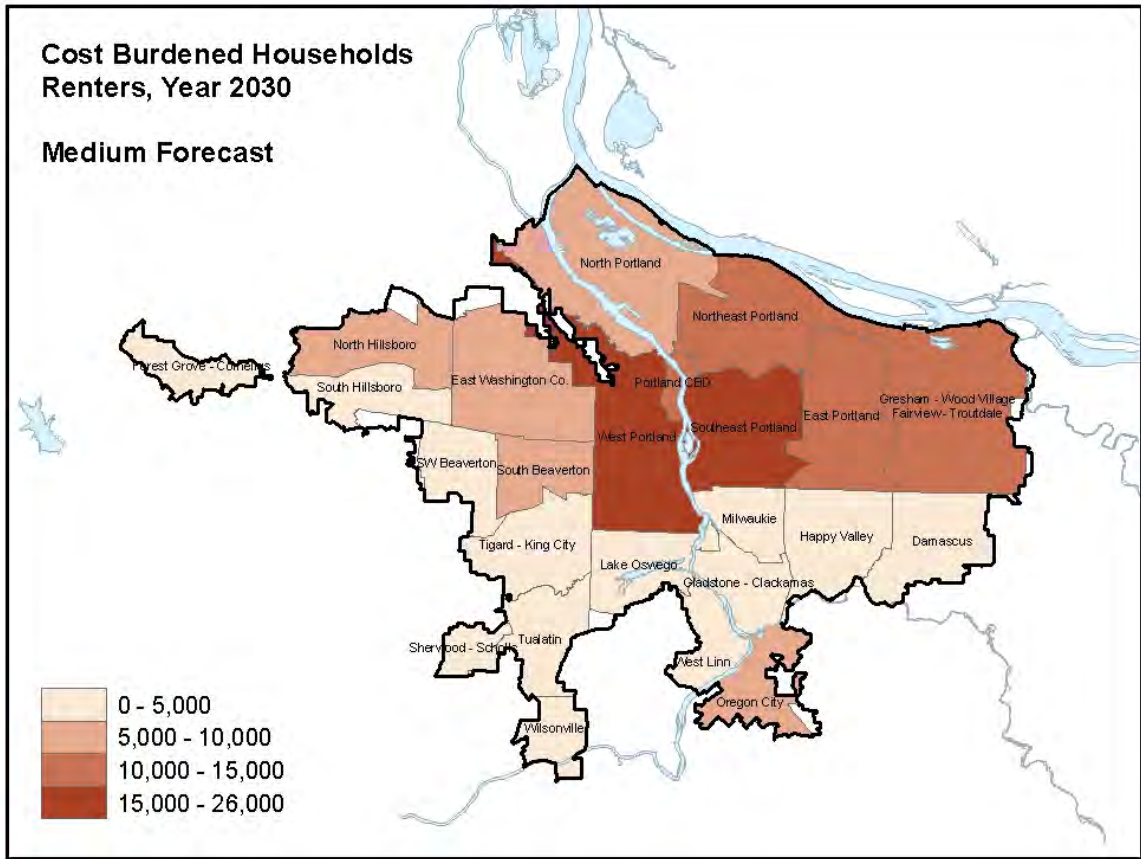 Cost Burdened Households
Renters, Year 2030
Medium Forecast
North Portland
Northeast Portland
North Hillsboro
Forest Grove - Cornelius
South Hillsboro
East Washington Co.
Portland CBD
Gresham - Wood Village
Fairview- Troutdale
East Portland
Southeast Portland
West Portland
SW Beaverton
South Beaverton
Milwaukie
Happy Valley
Damascus
Tigard - King City
Lake Oswego
Gladstone - Clackamas
Sherwood - Scholls
Tualatin
West Linn
Oregon City
Wilsonville
0 - 5,000
5,000 - 10,000
10,000 - 15,000
15,000 - 26,000